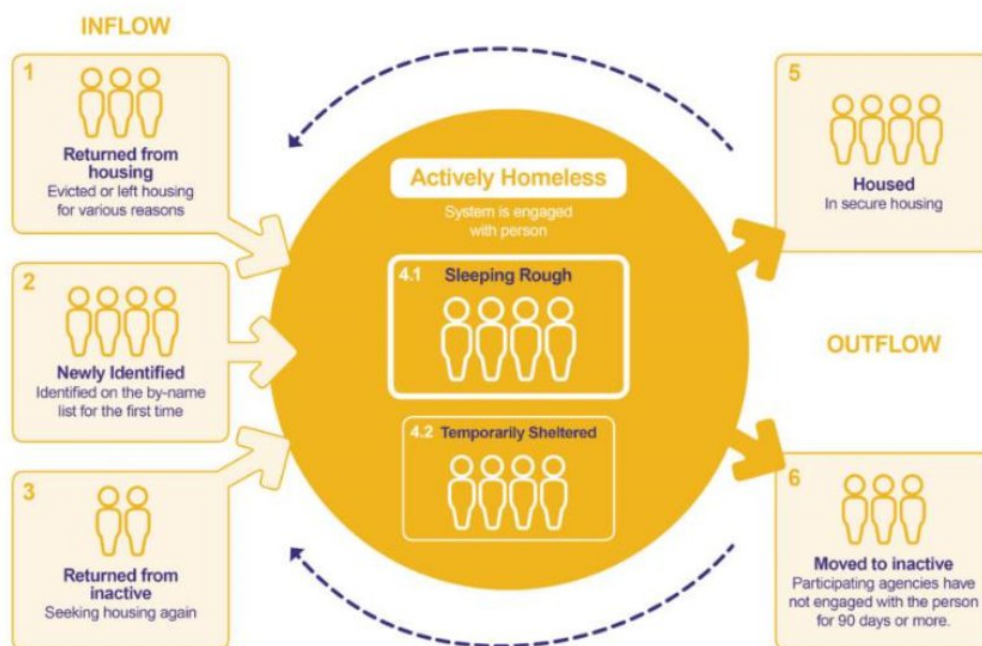 INFLOW
1
Returned from
housing
Evicted or left housing
for various reasons
2
Newly Identified
Identified on the by-name
list for the first time
3
Returned from
inactive
Seeking housing again
Actively Homeless
System is engaged
with person
4.1 Sleeping Rough
4.2 Temporarily Sheltered
5
Housed
In secure housing
OUTFLOW
6
Moved to inactive
Participating agencies have
not engaged with the person
for 90 days or more.